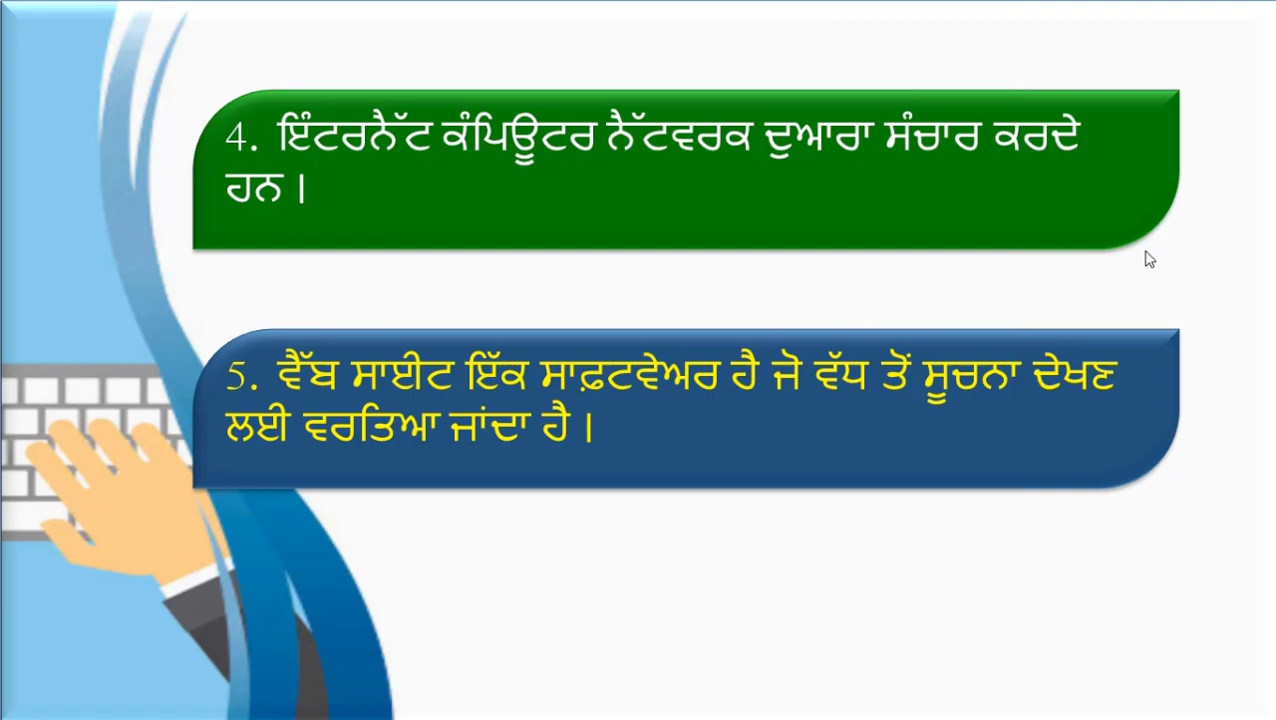 4. ਇੰਟਰਨੈੱਟ ਕੰਪਿਊਟਰ ਨੈੱਟਵਰਕ ਦੁਆਰਾ ਸੰਚਾਰ ਕਰਦੇ
ਹਨ।
5. ਵੈੱਬ ਸਾਈਟ ਇੱਕ ਸਾਫ਼ਟਵੇਅਰ ਹੈ ਜੋ ਵੱਧ ਤੋਂ ਸੂਚਨਾ ਦੇਖਣ
ਲਈ ਵਰਤਿਆ ਜਾਂਦਾ ਹੈ।